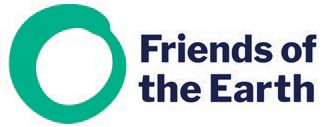 Friends of
the Earth